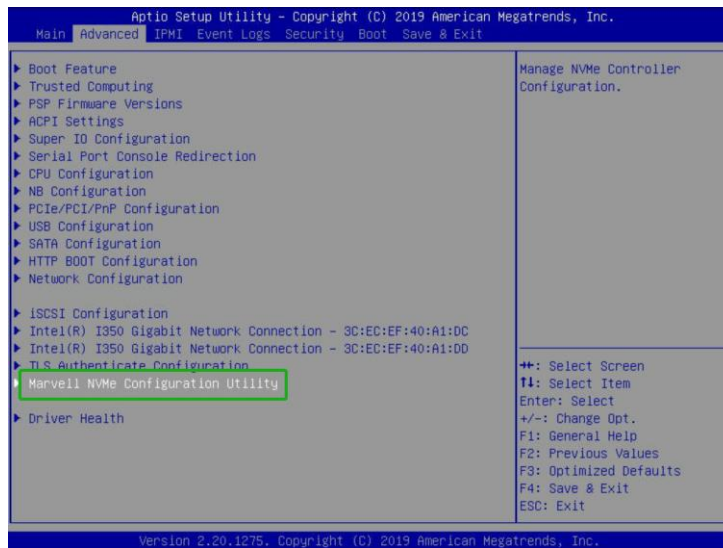 Aptio Setup Utility – Copyright (C) 2019 American Megatrends, Inc.
Main Advanced IPMI Event Logs Security Boot Save & Exit
Boot Feature
Trusted Computing
PSP Firmware Versions
ACPI Settings
Super IO Configuration
Serial Port Console Redirection
CPU Configuration
NB Configuration
PCIe/PCI/PnP Configuration
USB Configuration
SATA Configuration
HTTP BOOT Configuration
Network Configuration
iSCSI Configuration
Intel(R) I350 Gigabit Network Connection - 3C:EC:EF:40:A1:DC
Intel(R) I350 Gigabit Network Connection - 3C:EC:EF:40:A1:DD
TLS Authenticate Configuration
Marvell NVMe Configuration Utility
Driver Health
Manage NVMe Controller
Configuration.
→←: Select Screen
↑↓: Select Item
Enter: Select
+/-: Change Opt.
F1: General Help
F2: Previous Values
F3: Optimized Defaults
F4: Save & Exit
ESC: Exit
Version 2.20.1275. Copyright (C) 2019 American Megatrends, Inc.